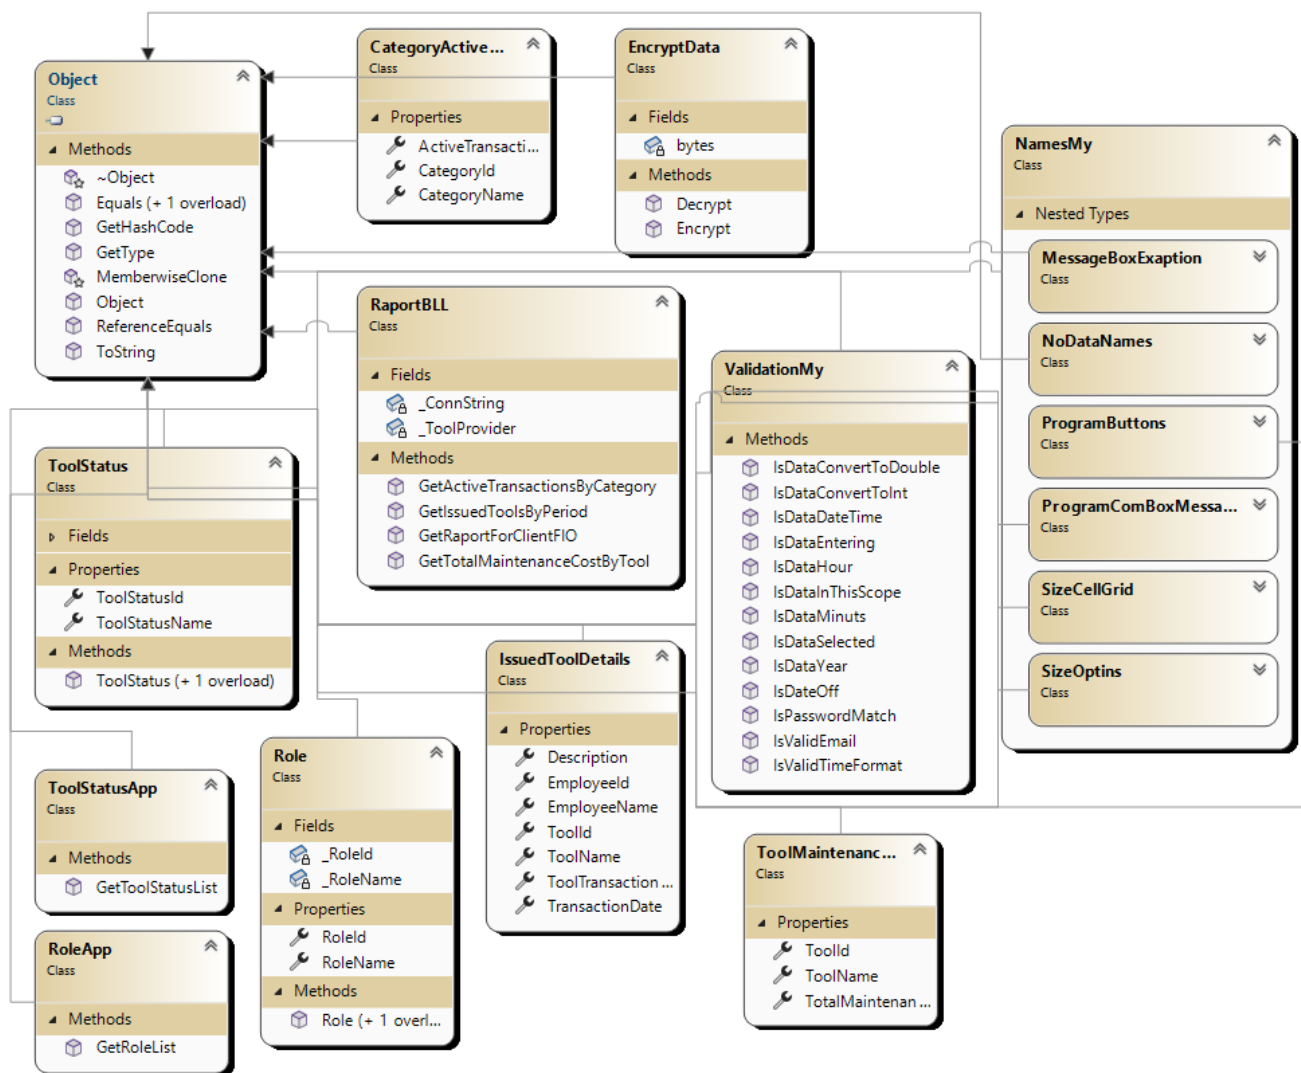 Object
Class
Methods
~Object
Equals (+ 1 overload)
GetHashCode
GetType
MemberwiseClone
Object
ReferenceEquals
ToString
CategoryActive...
Class
Properties
ActiveTransacti...
CategoryId
CategoryName
EncryptData
Class
Fields
bytes
Methods
Decrypt
Encrypt
NamesMy
Class
Nested Types
MessageBoxExaption
Class
NoDataNames
Class
ProgramButtons
Class
ProgramComBoxMessa...
Class
SizeCellGrid
Class
SizeOptins
Class
RaportBLL
Class
Fields
_ConnString
_ToolProvider
Methods
GetActiveTransactionsByCategory
GetIssuedToolsByPeriod
GetRaportForClientFIO
GetTotalMaintenanceCostByTool
ValidationMy
Class
Methods
IsDataConvertToDouble
IsDataConvertToInt
IsDataDateTime
IsDataEntering
IsDataHour
IsDataInThisScope
IsDataMinuts
IsDataSelected
IsDataYear
IsDateOff
IsPasswordMatch
IsValidEmail
IsValidTimeFormat
ToolStatus
Class
Fields
Properties
ToolStatusId
ToolStatusName
Methods
ToolStatus (+ 1 overload)
IssuedToolDetails
Class
Properties
Description
EmployeeId
EmployeeName
ToolId
ToolName
ToolTransaction ...
TransactionDate
Role
Class
Fields
_RoleId
_RoleName
Properties
RoleId
RoleName
Methods
Role (+ 1 overl...
ToolStatusApp
Class
Methods
GetToolStatusList
RoleApp
Class
Methods
GetRoleList
ToolMaintenanc...
Class
Properties
ToolId
ToolName
TotalMaintenan ...